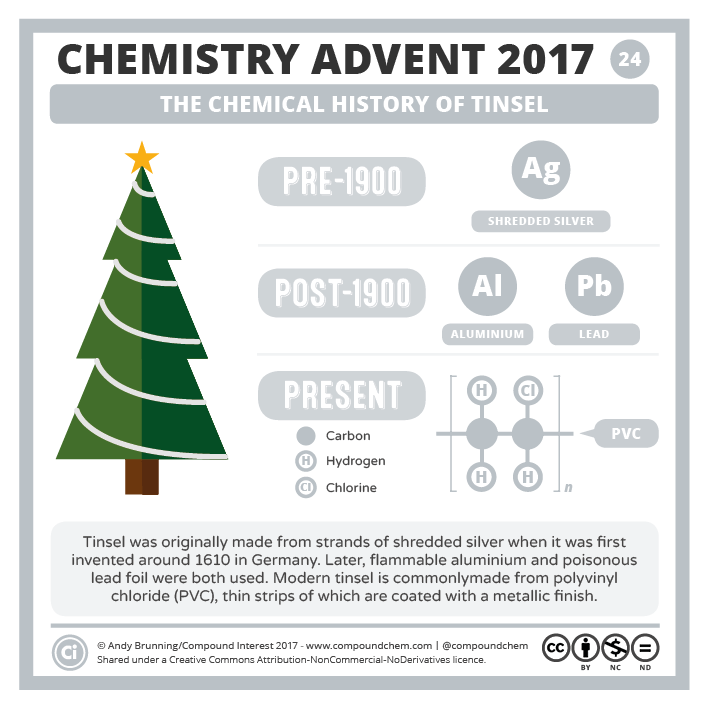 CHEMISTRY ADVENT 2017 24
THE CHEMICAL HISTORY OF TINSEL
PRE-1900
Ag
SHREDDED SILVER
POST-1900
Al Pb
ALUMINIUM LEAD
PRESENT
H Cl
Carbon
PVC
H Hydrogen
H H
Cl Chlorine
n
Tinsel was originally made from strands of shredded silver when it was first
invented around 1610 in Germany. Later, flammable aluminium and poisonous
lead foil were both used. Modern tinsel is commonlymade from polyvinyl
chloride (PVC), thin strips of which are coated with a metallic finish.
Ci
© Andy Brunning/Compound Interest 2017 - www.compoundchem.com | @compoundchem
Shared under a Creative Commons Attribution-NonCommercial-NoDerivatives licence.
cc $ =
BY NC ND